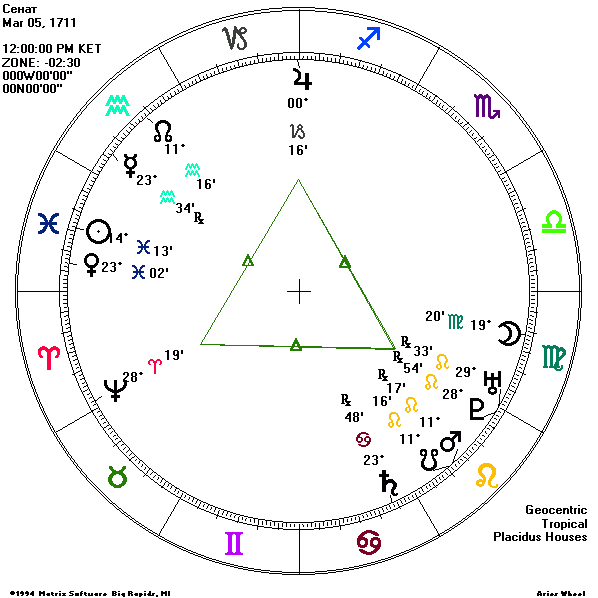 Сенат
Mar 05, 1711
12:00:00 PM KET
ZONE: -02:30
000W00'00"
00N00'00"
00°
16'
11°
16'
23°
34'
℞
14°
13'
23°
02'
20'
19°
28°
19'
℞
33'
29°
℞
54'
28°
℞
17'
11°
16'
11°
℞
48'
23°
Geocentric
Tropical
Placidus Houses
©1994 Matrix Software Big Rapids, MI
Aries Wheel